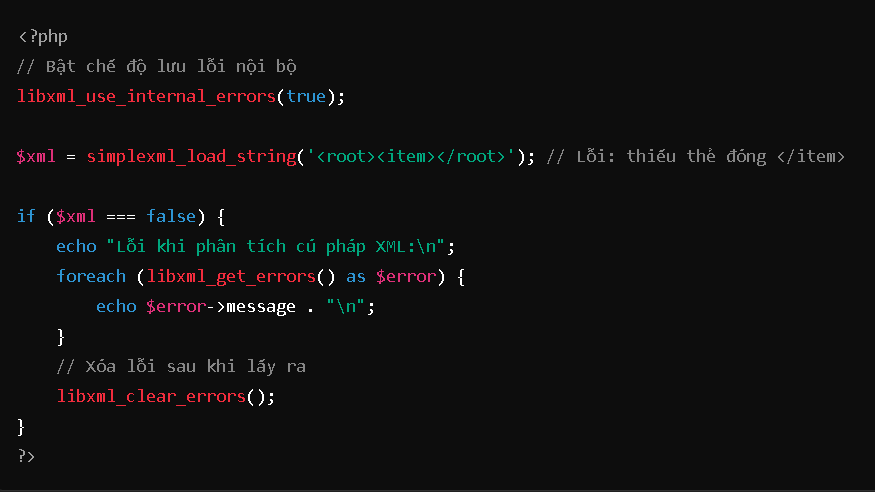 <?php
// Bật chế độ lưu lỗi nội bộ
libxml_use_internal_errors(true);
$xml = simplexml_load_string('<root><item></root>'); // Lỗi: thiếu thẻ đóng </item>
if ($xml === false) {
echo "Lỗi khi phân tích cú pháp XML:\n";
foreach (libxml_get_errors() as $error) {
echo $error->message . "\n";
}
// Xóa lỗi sau khi lấy ra
libxml_clear_errors();
}
?>